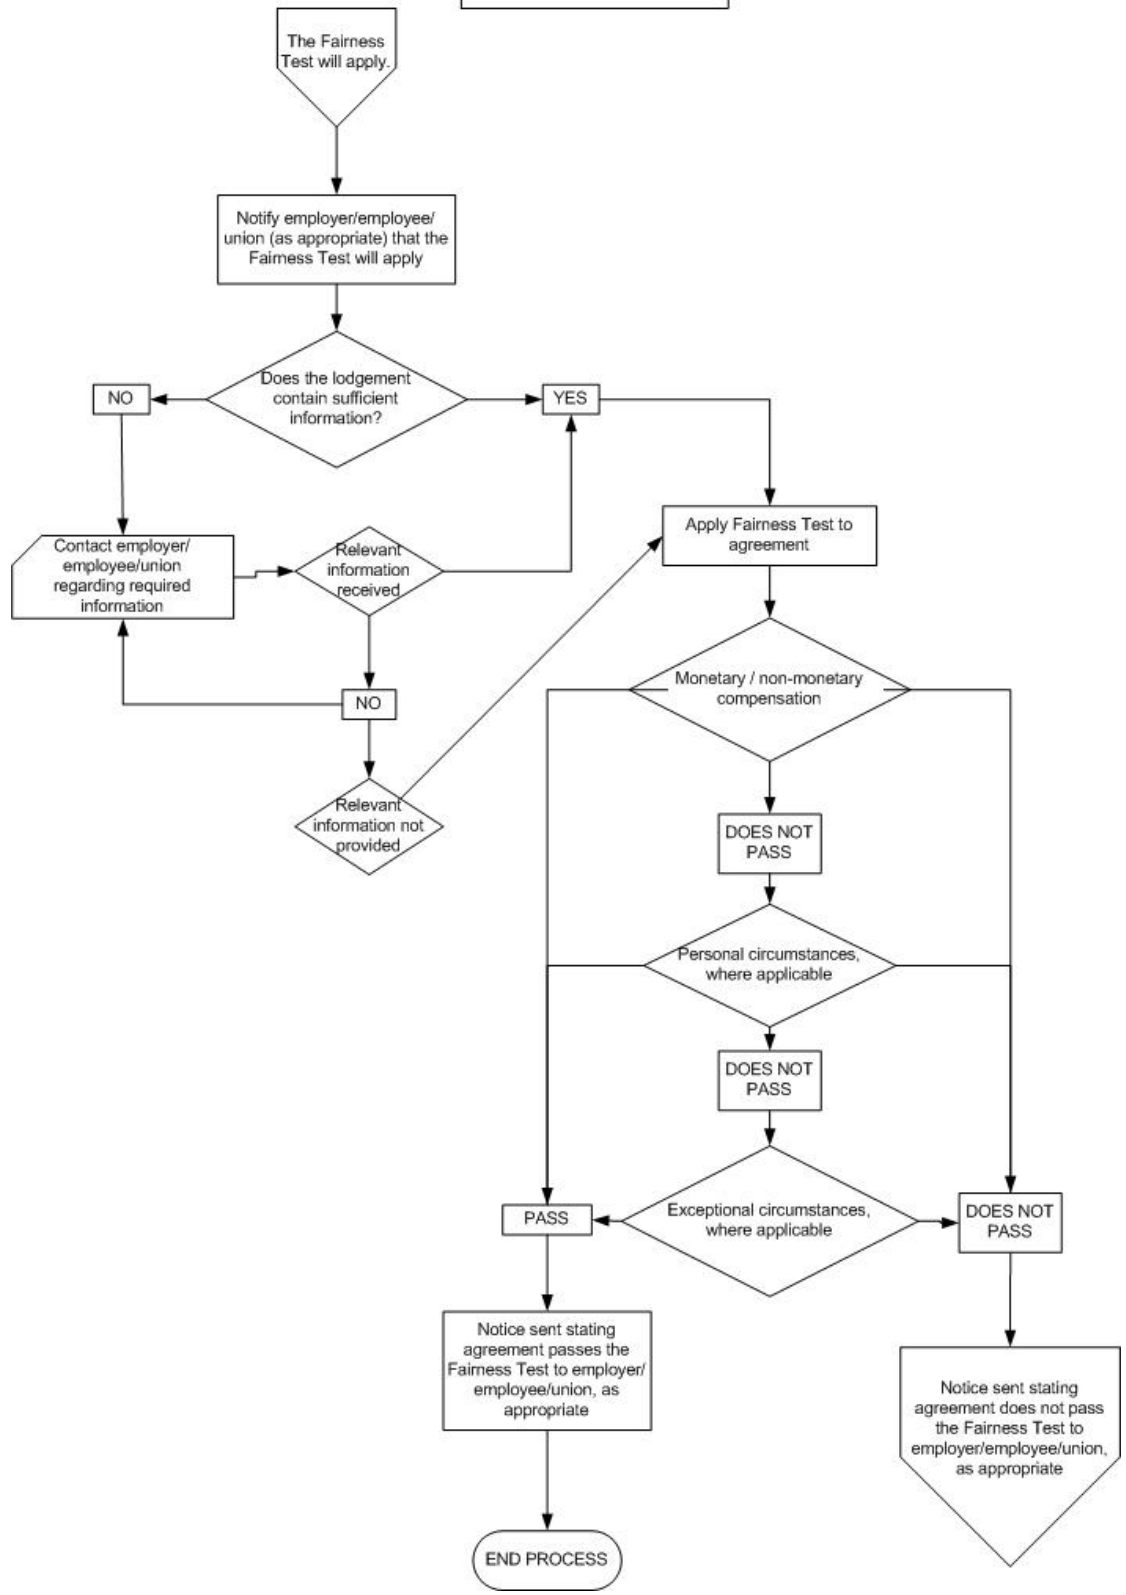 The Fairness
Test will apply.
Notify employer/employee/
union (as appropriate) that the
Fairness Test will apply
Does the lodgement
contain sufficient
information?
NO
YES
Contact employer/
employee/union
regarding required
information
Relevant
information
received
Apply Fairness Test to
agreement
NO
Monetary / non-monetary
compensation
Relevant
information not
provided
DOES NOT
PASS
Personal circumstances,
where applicable
DOES NOT
PASS
PASS
Exceptional circumstances,
where applicable
DOES NOT
PASS
Notice sent stating
agreement passes the
Fairness Test to employer/
employee/union, as
appropriate
Notice sent stating
agreement does not pass
the Fairness Test to
employer/employee/union,
as appropriate
END PROCESS